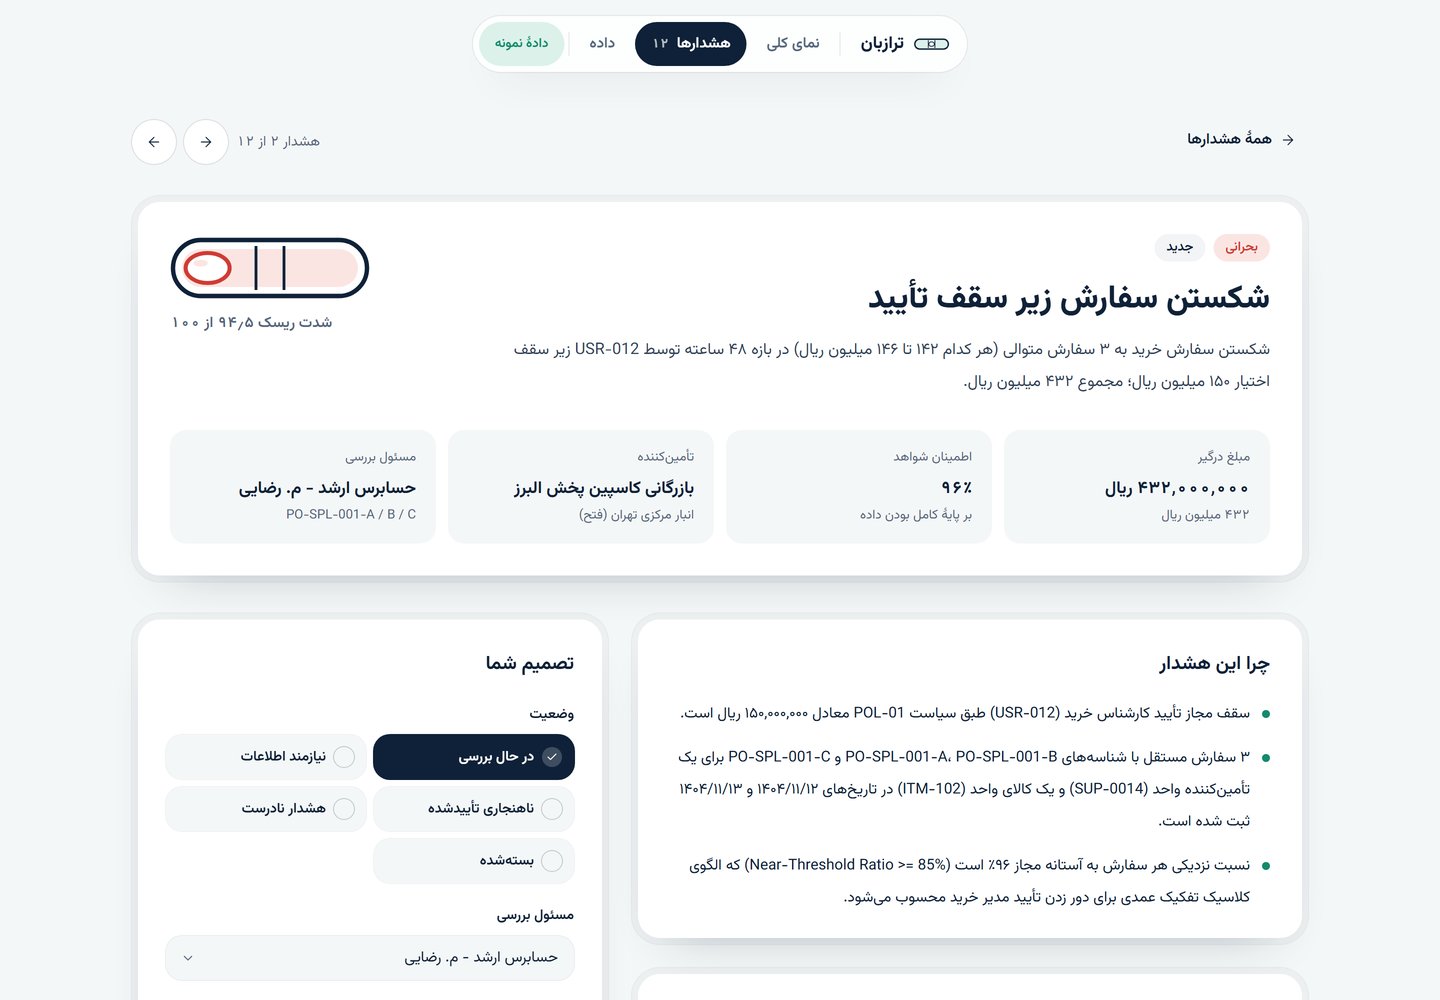 ترازبان
نمای کلی
هشدارها ۱۲
داده
دادهٔ نمونه
همهٔ هشدارها
هشدار ۲ از ۱۲
بحرانی
جدید
شکستن سفارش زیر سقف تأیید
شکستن سفارش خرید به ۳ سفارش متوالی (هر کدام ۱۴۲ تا ۱۴۶ میلیون ریال) در بازه ۴۸ ساعته توسط USR-012 زیر سقف
اختیار ۱۵۰ میلیون ریال؛ مجموع ۴۳۲ میلیون ریال.
شدت ریسک ۹۴٫۵ از ۱۰۰
مبلغ درگیر
۴۳۲,۰۰۰,۰۰۰ ریال
۴۳۲ میلیون ریال
اطمینان شواهد
۹۶٪
بر پایهٔ کامل بودن داده
تأمین‌کننده
بازرگانی کاسپین پخش البرز
انبار مرکزی تهران (فتح)
مسئول بررسی
حسابرس ارشد - م. رضایی
PO-SPL-001-A / B / C
چرا این هشدار
سقف مجاز تأیید کارشناس خرید (USR-012) طبق سیاست POL-01 معادل ۱۵۰,۰۰۰,۰۰۰ ریال است.
۳ سفارش مستقل با شناسه‌های PO-SPL-001-A، PO-SPL-001-B و PO-SPL-001-C برای یک
تأمین‌کننده واحد (SUP-0014) و یک کالای واحد (ITM-102) در تاریخ‌های ۱۴۰۴/۱۱/۱۲ و ۱۴۰۴/۱۱/۱۳
ثبت شده است.
نسبت نزدیکی هر سفارش به آستانه مجاز ۹۶٪ است (Near-Threshold Ratio >= 85%) که الگوی
کلاسیک تفکیک عمدی برای دور زدن تأیید مدیر خرید محسوب می‌شود.
تصمیم شما
وضعیت
در حال بررسی
نیازمند اطلاعات
ناهنجاری تأییدشده
هشدار نادرست
بسته‌شده
مسئول بررسی
حسابرس ارشد - م. رضایی